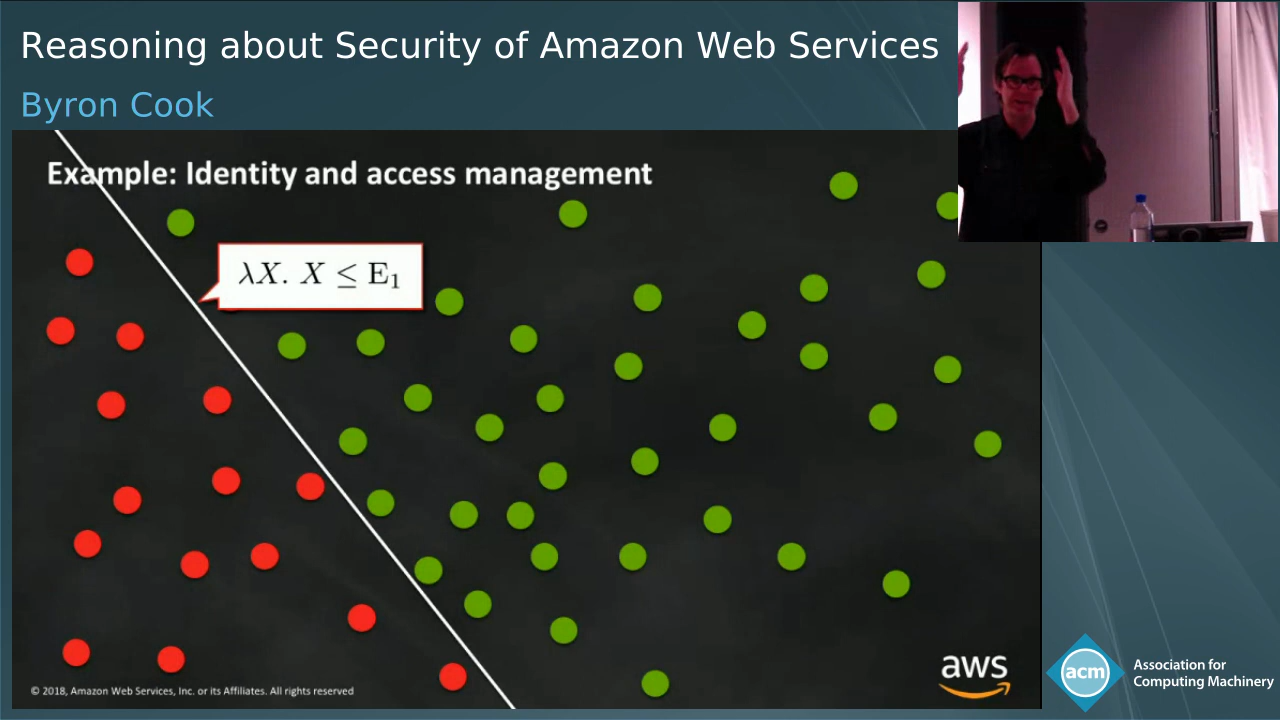 Reasoning about Security of Amazon Web Services
Byron Cook
Example: Identity and access management
λX. X ≤ E₁
© 2018, Amazon Web Services, Inc. or its Affiliates. All rights reserved
aws
acm
Association for
Computing Machinery